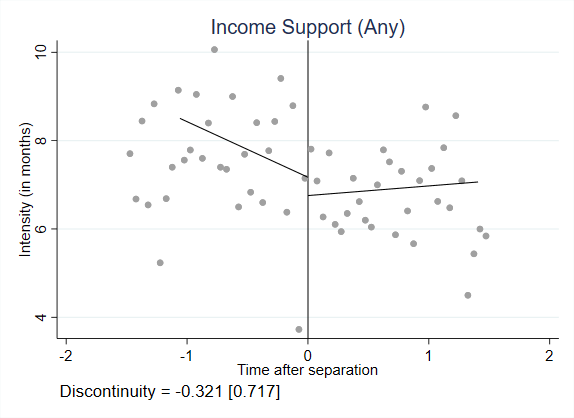 Income Support (Any)
Intensity (in months)
10
8
6
4
-2
-1
0
1
2
Time after separation
Discontinuity = -0.321 [0.717]